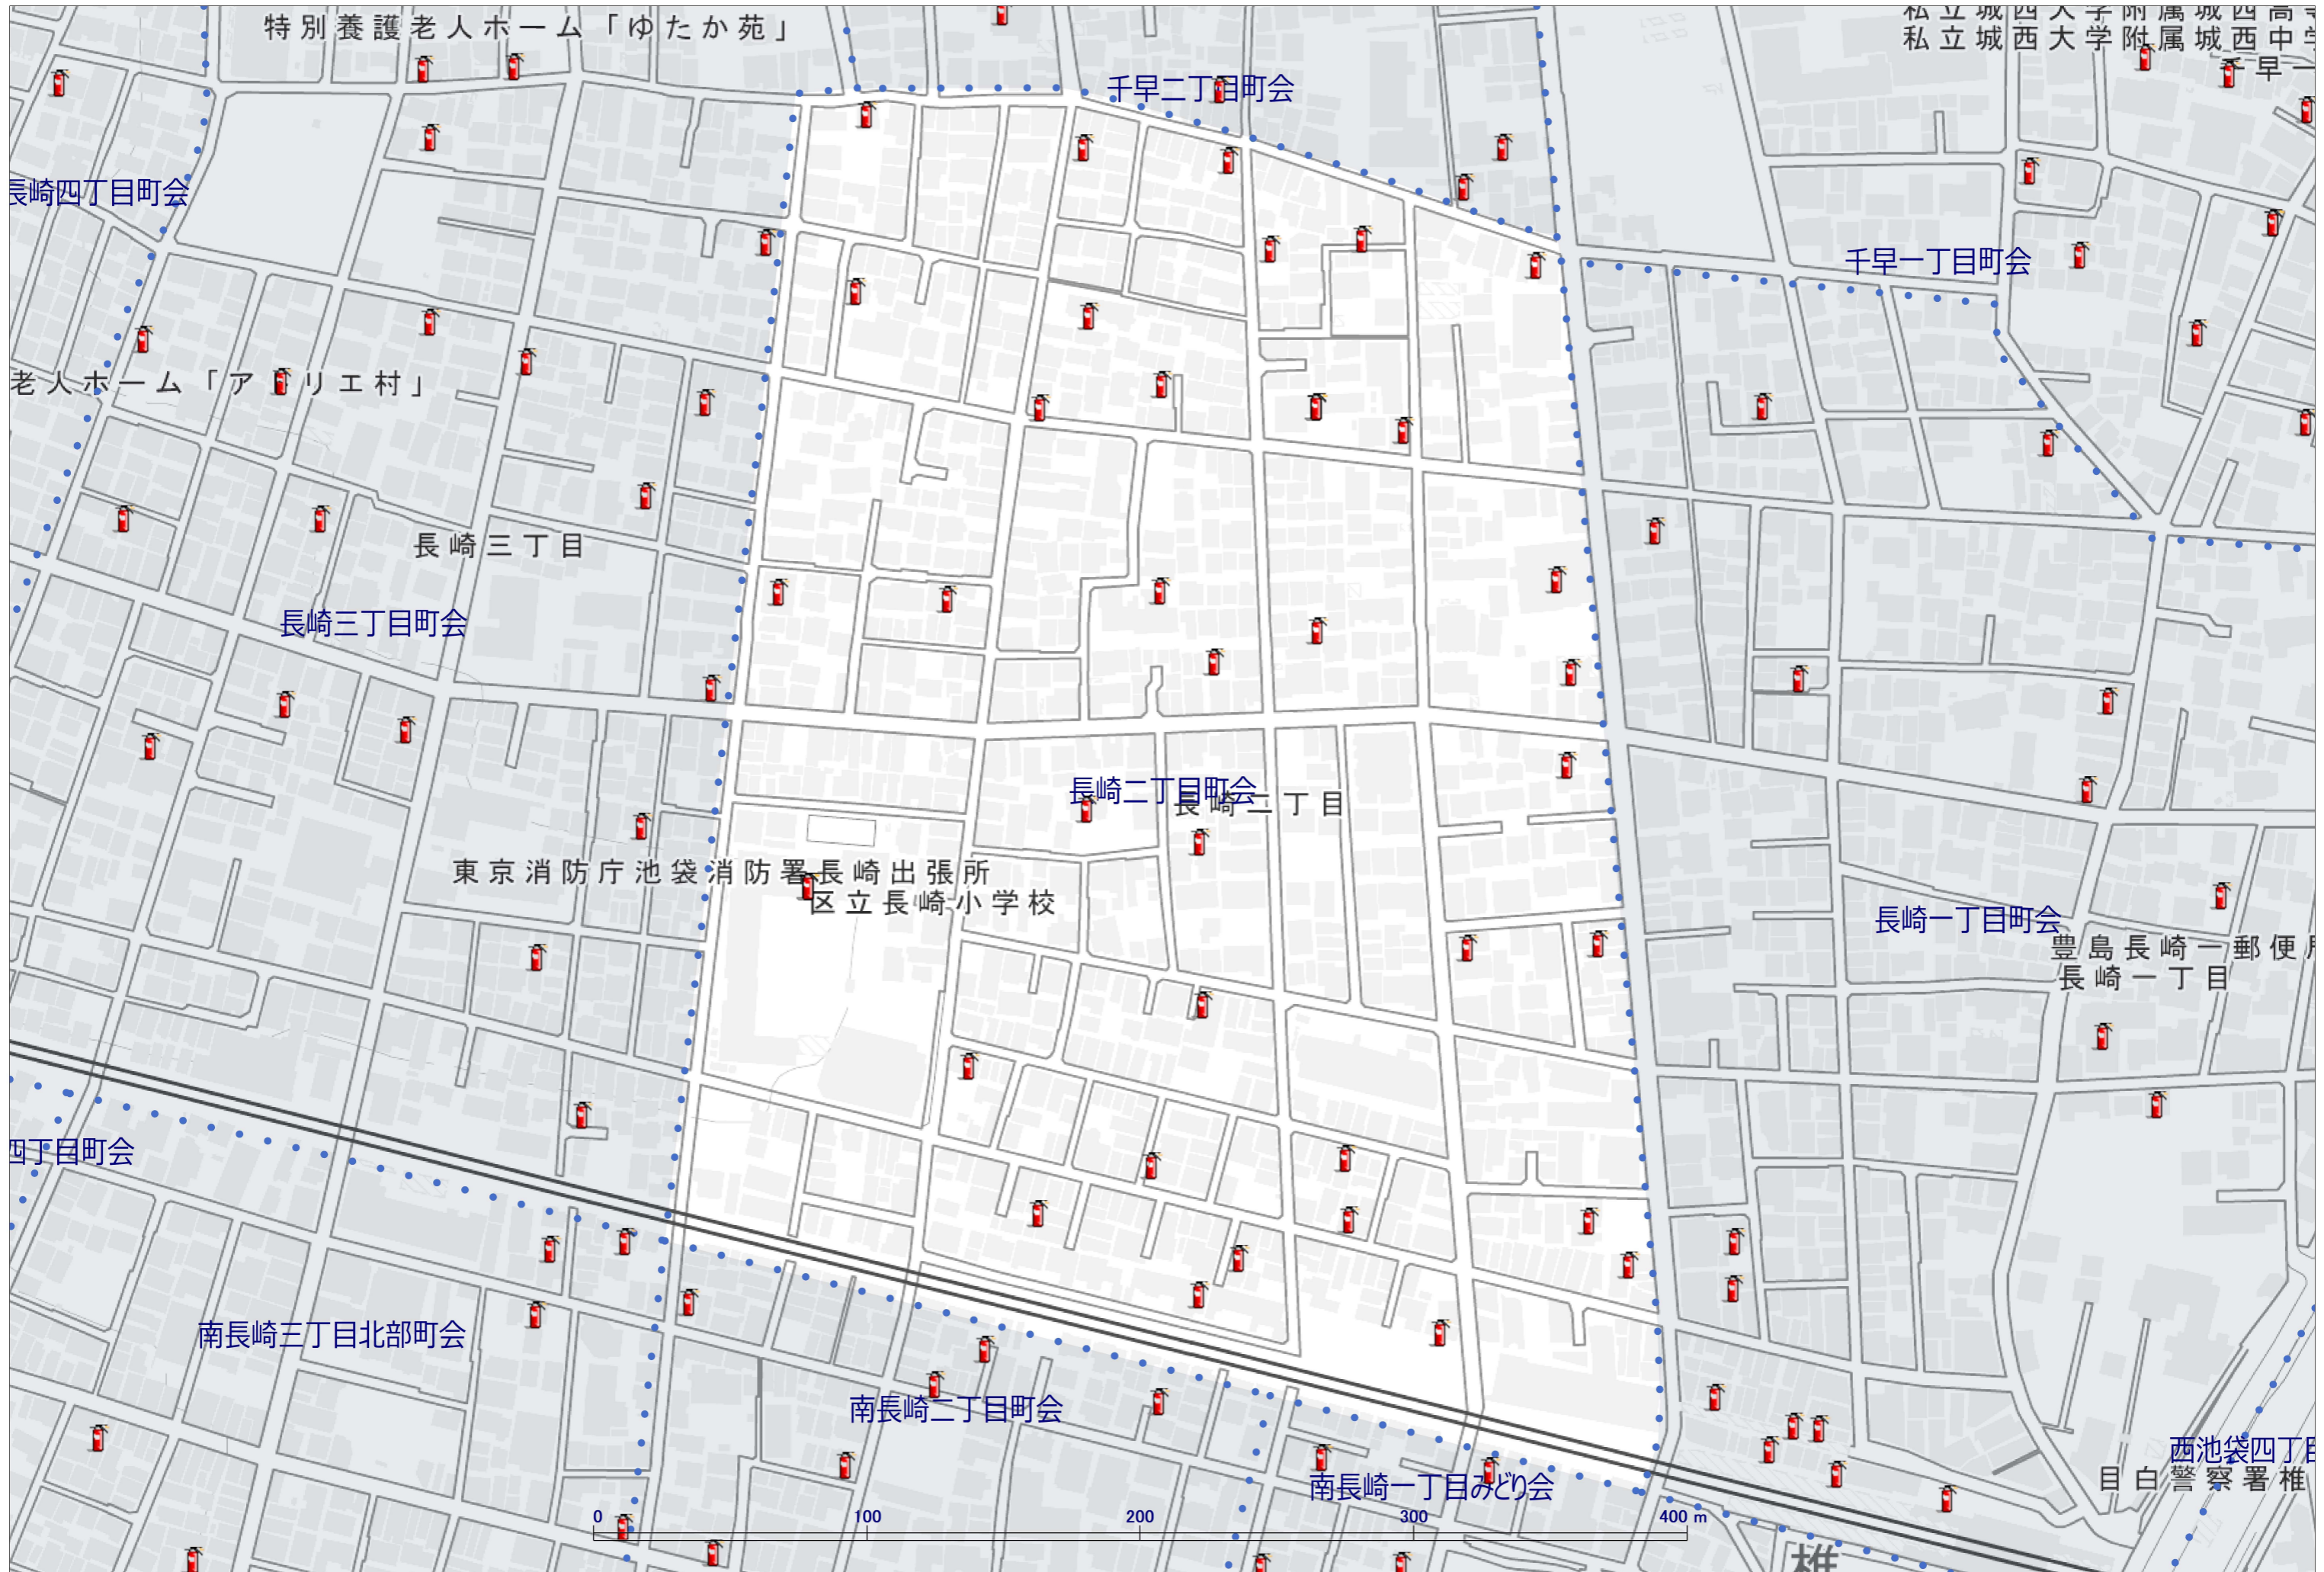 特別養護老人ホーム「ゆたか苑」
私立城西大学附属城西高
私立城西大学附属城西中学
千早一
千早二丁目町会
長崎四丁目町会
千早一丁目町会
老人ホーム「アトリエ村」
長崎三丁目
長崎三丁目町会
長崎二丁目町会
長崎二丁目
東京消防庁池袋消防署長崎出張所
区立長崎小学校
長崎一丁目町会
豊島長崎一郵便
長崎一丁目
四丁目町会
南長崎三丁目北部町会
南長崎二丁目町会
西池袋四丁目
目白警察署椎
南長崎一丁目みどり会
0 100 200 300 400 m
椎